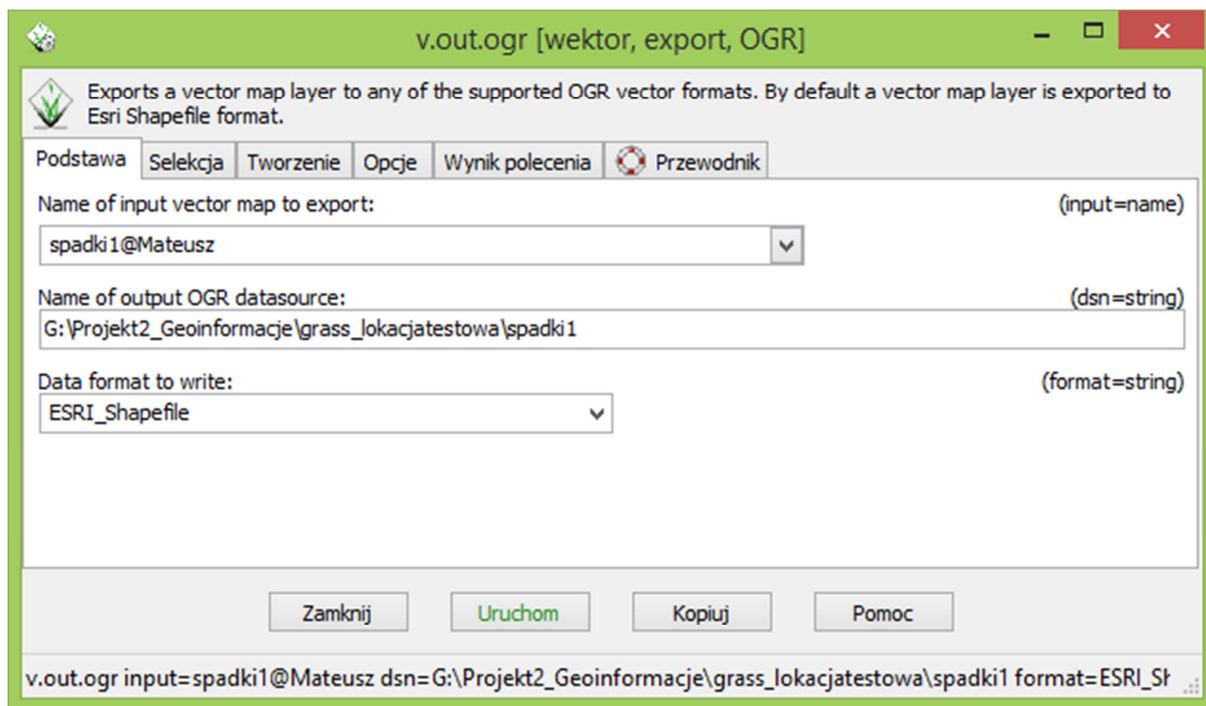 v.out.ogr [wektor, export, OGR]
Exports a vector map layer to any of the supported OGR vector formats. By default a vector map layer is exported to
Esri Shapefile format.
Podstawa Selekcja Tworzenie Opcje Wynik polecenia Przewodnik
Name of input vector map to export: (input=name)
spadki1@Mateusz
Name of output OGR datasource: (dsn=string)
G:\Projekt2_Geoinformacje\grass_lokacjatestowa\spadki1
Data format to write: (format=string)
ESRI_Shapefile
Zamknij Uruchom Kopiuj Pomoc
v.out.ogr input=spadki1@Mateusz dsn=G:\Projekt2_Geoinformacje\grass_lokacjatestowa\spadki1 format=ESRI_Sh